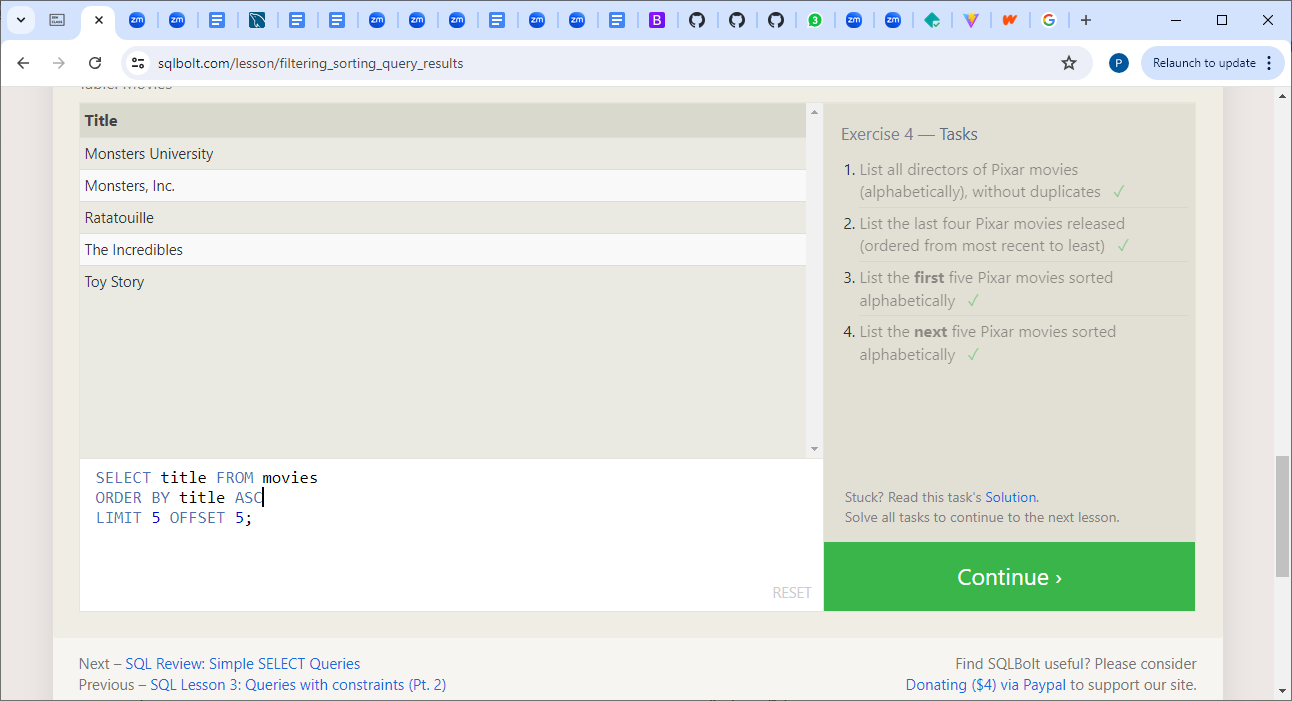 sqlbolt.com/lesson/filtering_sorting_query_results
P
Relaunch to update
Table: Movies
Title
Monsters University
Monsters, Inc.
Ratatouille
The Incredibles
Toy Story
SELECT title FROM movies
ORDER BY title ASC
LIMIT 5 OFFSET 5;
RESET
Exercise 4 — Tasks
1. List all directors of Pixar movies
(alphabetically), without duplicates ✓
2. List the last four Pixar movies released
(ordered from most recent to least) ✓
3. List the first five Pixar movies sorted
alphabetically ✓
4. List the next five Pixar movies sorted
alphabetically ✓
Stuck? Read this task's Solution.
Solve all tasks to continue to the next lesson.
Continue ›
Next – SQL Review: Simple SELECT Queries
Previous – SQL Lesson 3: Queries with constraints (Pt. 2)
Find SQLBolt useful? Please consider
Donating ($4) via Paypal to support our site.